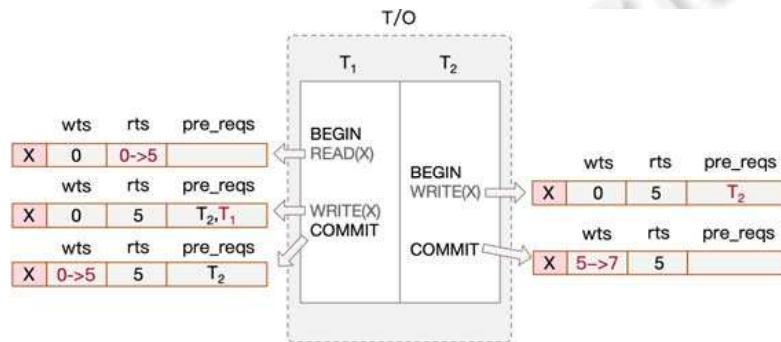 T/O
T₁ T₂
wts rts pre_reqs
X 0 0->5
BEGIN
READ(X)
wts rts pre_reqs
X 0 5 T₂,T₁
WRITE(X)
COMMIT
wts rts pre_reqs
X 0->5 5 T₂
BEGIN
WRITE(X)
wts rts pre_reqs
X 0 5 T₂
COMMIT
wts rts pre_reqs
X 5->7 5